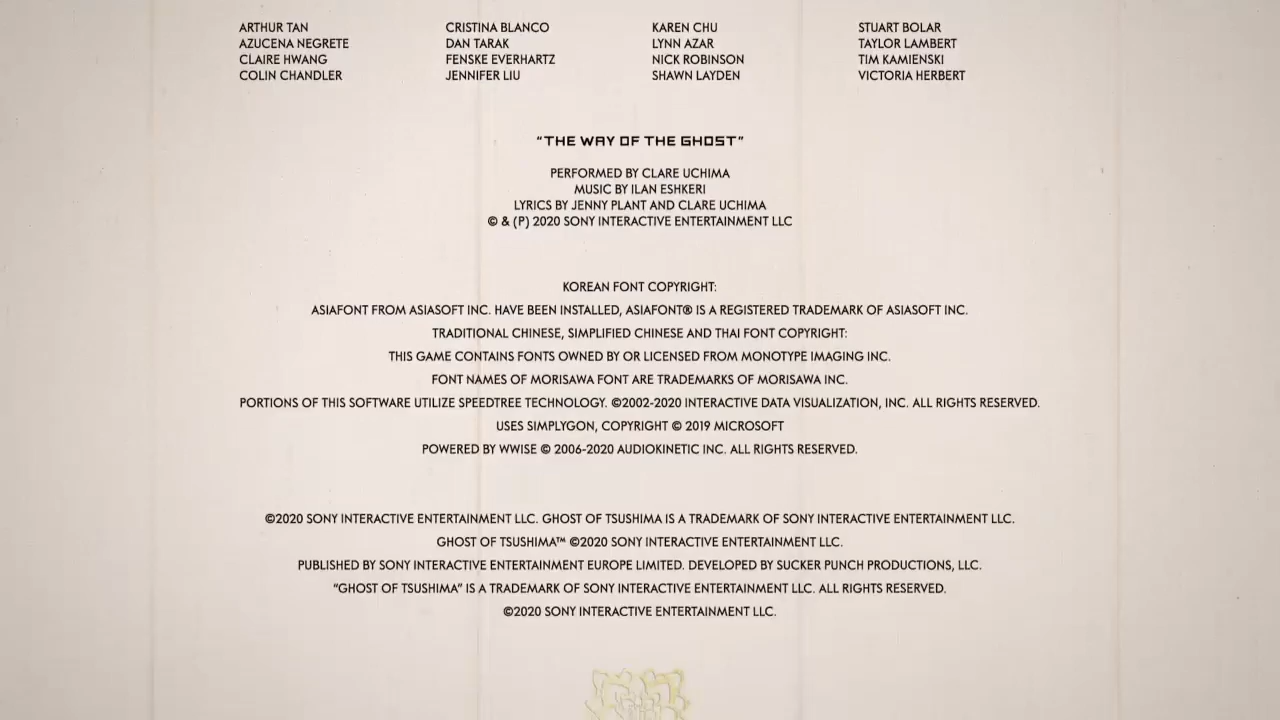 ARTHUR TAN CRISTINA BLANCO KAREN CHU STUART BOLAR
AZUCENA NEGRETE DAN TARAK LYNN AZAR TAYLOR LAMBERT
CLAIRE HWANG FENSKE EVERHARTZ NICK ROBINSON TIM KAMIENSKI
COLIN CHANDLER JENNIFER LIU SHAWN LAYDEN VICTORIA HERBERT
“THE WAY OF THE GHOST”
PERFORMED BY CLARE UCHIMA
MUSIC BY ILAN ESHKERI
LYRICS BY JENNY PLANT AND CLARE UCHIMA
© & (P) 2020 SONY INTERACTIVE ENTERTAINMENT LLC
KOREAN FONT COPYRIGHT:
ASIAFONT FROM ASIASOFT INC. HAVE BEEN INSTALLED, ASIAFONT® IS A REGISTERED TRADEMARK OF ASIASOFT INC.
TRADITIONAL CHINESE, SIMPLIFIED CHINESE AND THAI FONT COPYRIGHT:
THIS GAME CONTAINS FONTS OWNED BY OR LICENSED FROM MONOTYPE IMAGING INC.
FONT NAMES OF MORISAWA FONT ARE TRADEMARKS OF MORISAWA INC.
PORTIONS OF THIS SOFTWARE UTILIZE SPEEDTREE TECHNOLOGY. ©2002-2020 INTERACTIVE DATA VISUALIZATION, INC. ALL RIGHTS RESERVED.
USES SIMPLYGON, COPYRIGHT © 2019 MICROSOFT
POWERED BY WWISE © 2006-2020 AUDIOKINETIC INC. ALL RIGHTS RESERVED.
©2020 SONY INTERACTIVE ENTERTAINMENT LLC. GHOST OF TSUSHIMA IS A TRADEMARK OF SONY INTERACTIVE ENTERTAINMENT LLC.
GHOST OF TSUSHIMA™ ©2020 SONY INTERACTIVE ENTERTAINMENT LLC.
PUBLISHED BY SONY INTERACTIVE ENTERTAINMENT EUROPE LIMITED. DEVELOPED BY SUCKER PUNCH PRODUCTIONS, LLC.
“GHOST OF TSUSHIMA” IS A TRADEMARK OF SONY INTERACTIVE ENTERTAINMENT LLC. ALL RIGHTS RESERVED.
©2020 SONY INTERACTIVE ENTERTAINMENT LLC.